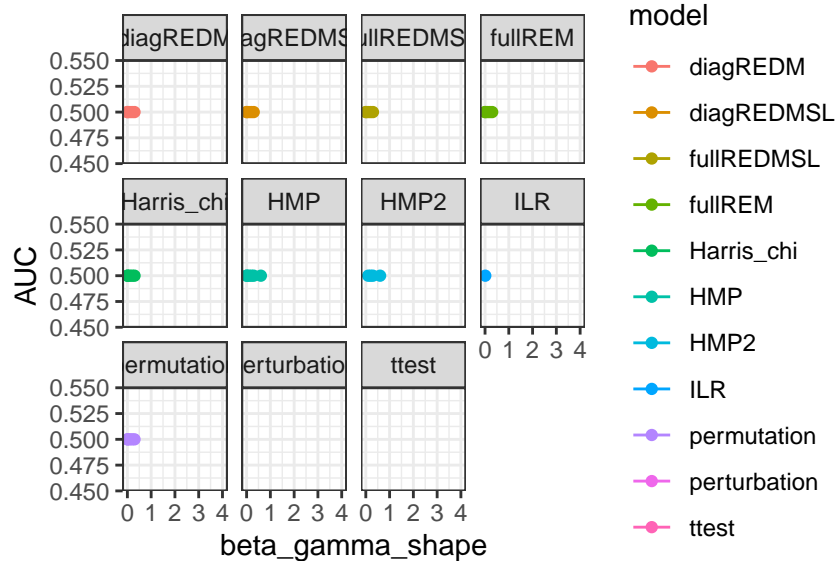 model
diagREDM agREDMS ullREDMS fullREM
0.550
0.525
0.500
0.475
0.450
Harris_chi HMP HMP2 ILR
0.550
0.525
0.500
0.475
0.450
0 1 2 3 4
ermutation erturbation ttest
0.550
0.525
0.500
0.475
0.450
0 1 2 3 4 0 1 2 3 4 0 1 2 3 4
AUC
beta_gamma_shape
diagREDM
diagREDMSL
fullREDMSL
fullREM
Harris_chi
HMP
HMP2
ILR
permutation
perturbation
ttest